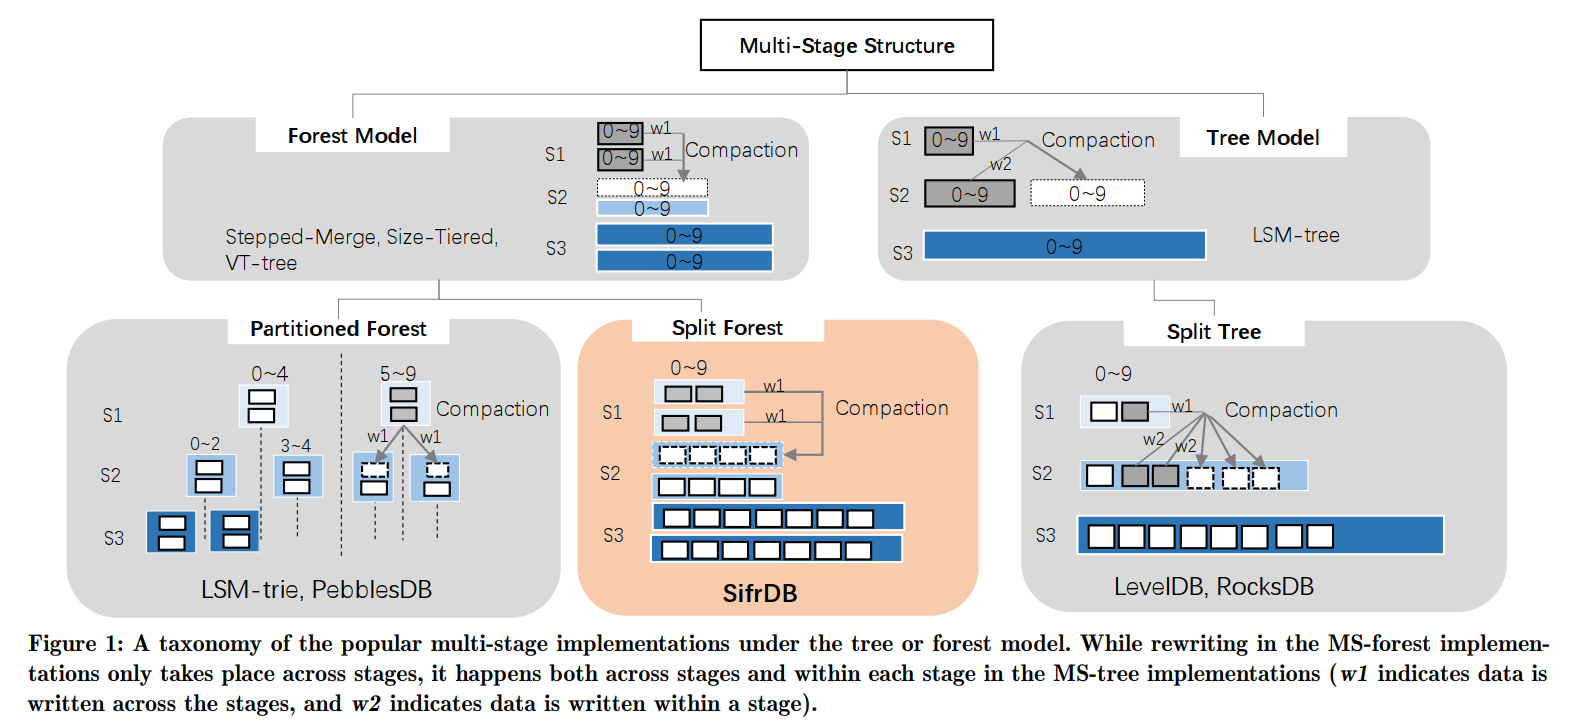 Multi-Stage Structure
Forest Model
S1
0~9
w1
0~9
w1
Compaction
S2
0~9
0~9
S3
0~9
0~9
Stepped-Merge, Size-Tiered,
VT-tree
Tree Model
S1
0~9
w1
Compaction
w2
S2
0~9
0~9
S3
0~9
LSM-tree
Partitioned Forest
0~4
5~9
S1
Compaction
w1
w1
0~2
3~4
S2
S3
LSM-trie, PebblesDB
Split Forest
0~9
S1
w1
w1
Compaction
S2
S3
SifrDB
Split Tree
0~9
S1
w1
Compaction
w2
w2
S2
S3
LevelDB, RocksDB
Figure 1: A taxonomy of the popular multi-stage implementations under the tree or forest model. While rewriting in the MS-forest implemen-
tations only takes place across stages, it happens both across stages and within each stage in the MS-tree implementations (w1 indicates data is
written across the stages, and w2 indicates data is written within a stage).